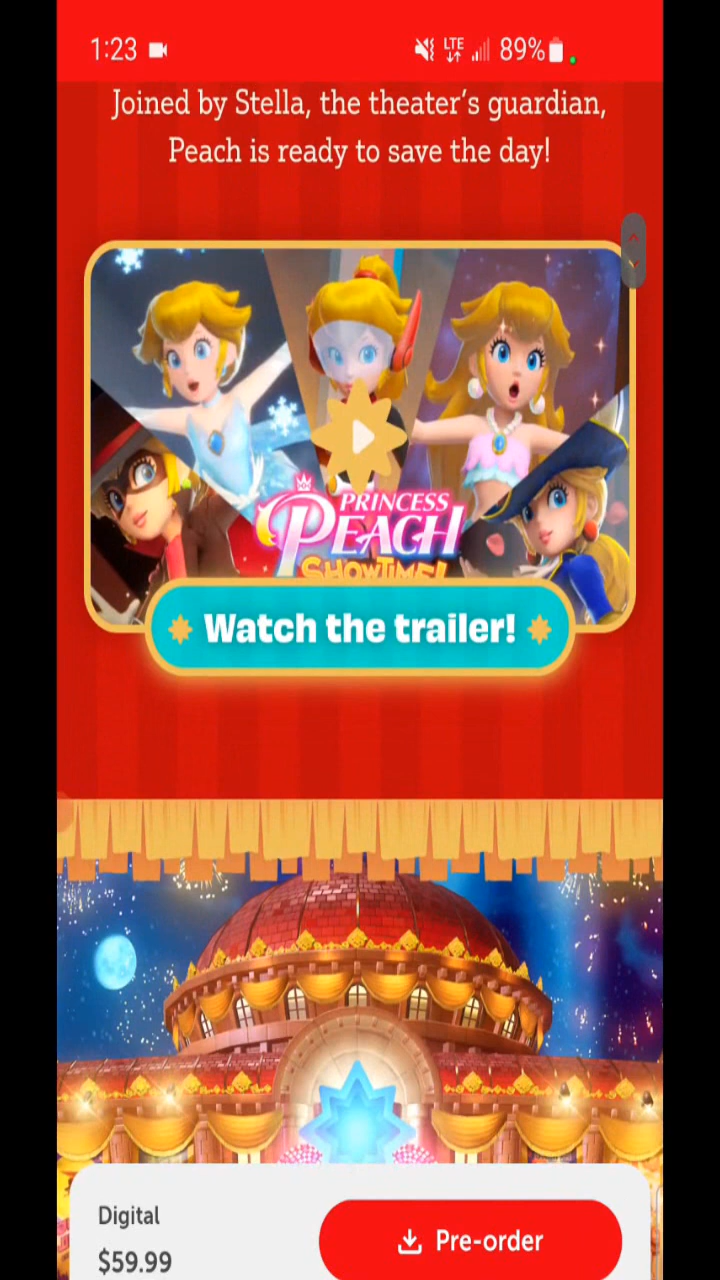 1:23
LTE
89%
Joined by Stella, the theater's guardian,
Peach is ready to save the day!
PRINCESS
PEACH
SHOWTIME!
Watch the trailer!
Digital
$59.99
Pre-order